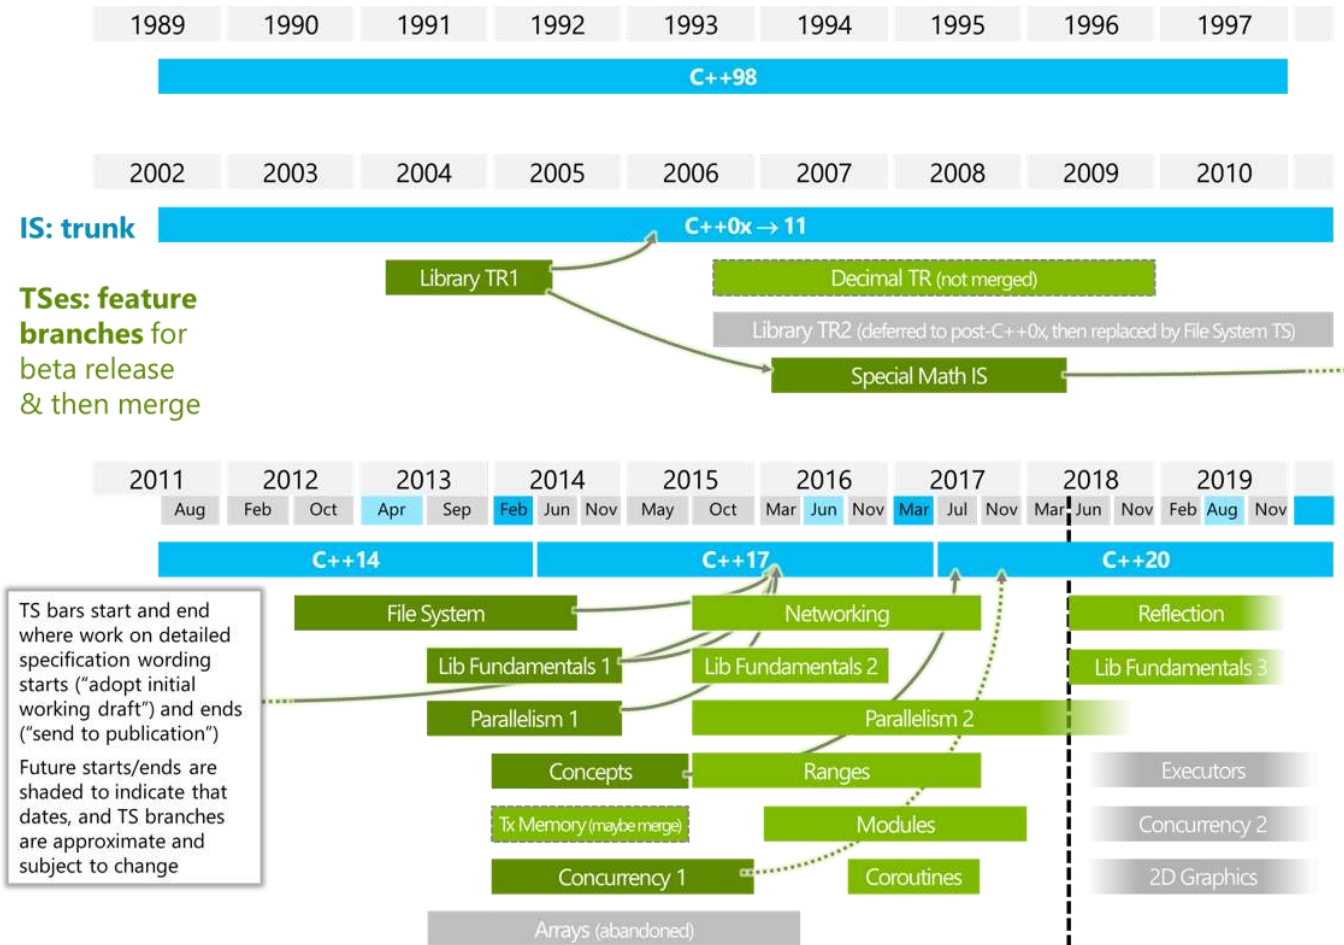 1989 1990 1991 1992 1993 1994 1995 1996 1997
C++98
2002 2003 2004 2005 2006 2007 2008 2009 2010
IS: trunk
C++0x → 11
Library TR1
Decimal TR (not merged)
TSes: feature
branches for
beta release
& then merge
Library TR2 (deferred to post-C++0x, then replaced by File System TS)
Special Math IS
2011 2012 2013 2014 2015 2016 2017 2018 2019
Aug Feb Oct Apr Sep Feb Jun Nov May Oct Mar Jun Nov Mar Jul Nov Mar Jun Nov Feb Aug Nov
C++14 C++17 C++20
TS bars start and end
where work on detailed
specification wording
starts (“adopt initial
working draft”) and ends
(“send to publication”)
Future starts/ends are
shaded to indicate that
dates, and TS branches
are approximate and
subject to change
File System Networking Reflection
Lib Fundamentals 1 Lib Fundamentals 2 Lib Fundamentals 3
Parallelism 1 Parallelism 2
Concepts Ranges Executors
Tx Memory (maybe merge) Modules Concurrency 2
Concurrency 1 Coroutines 2D Graphics
Arrays (abandoned)